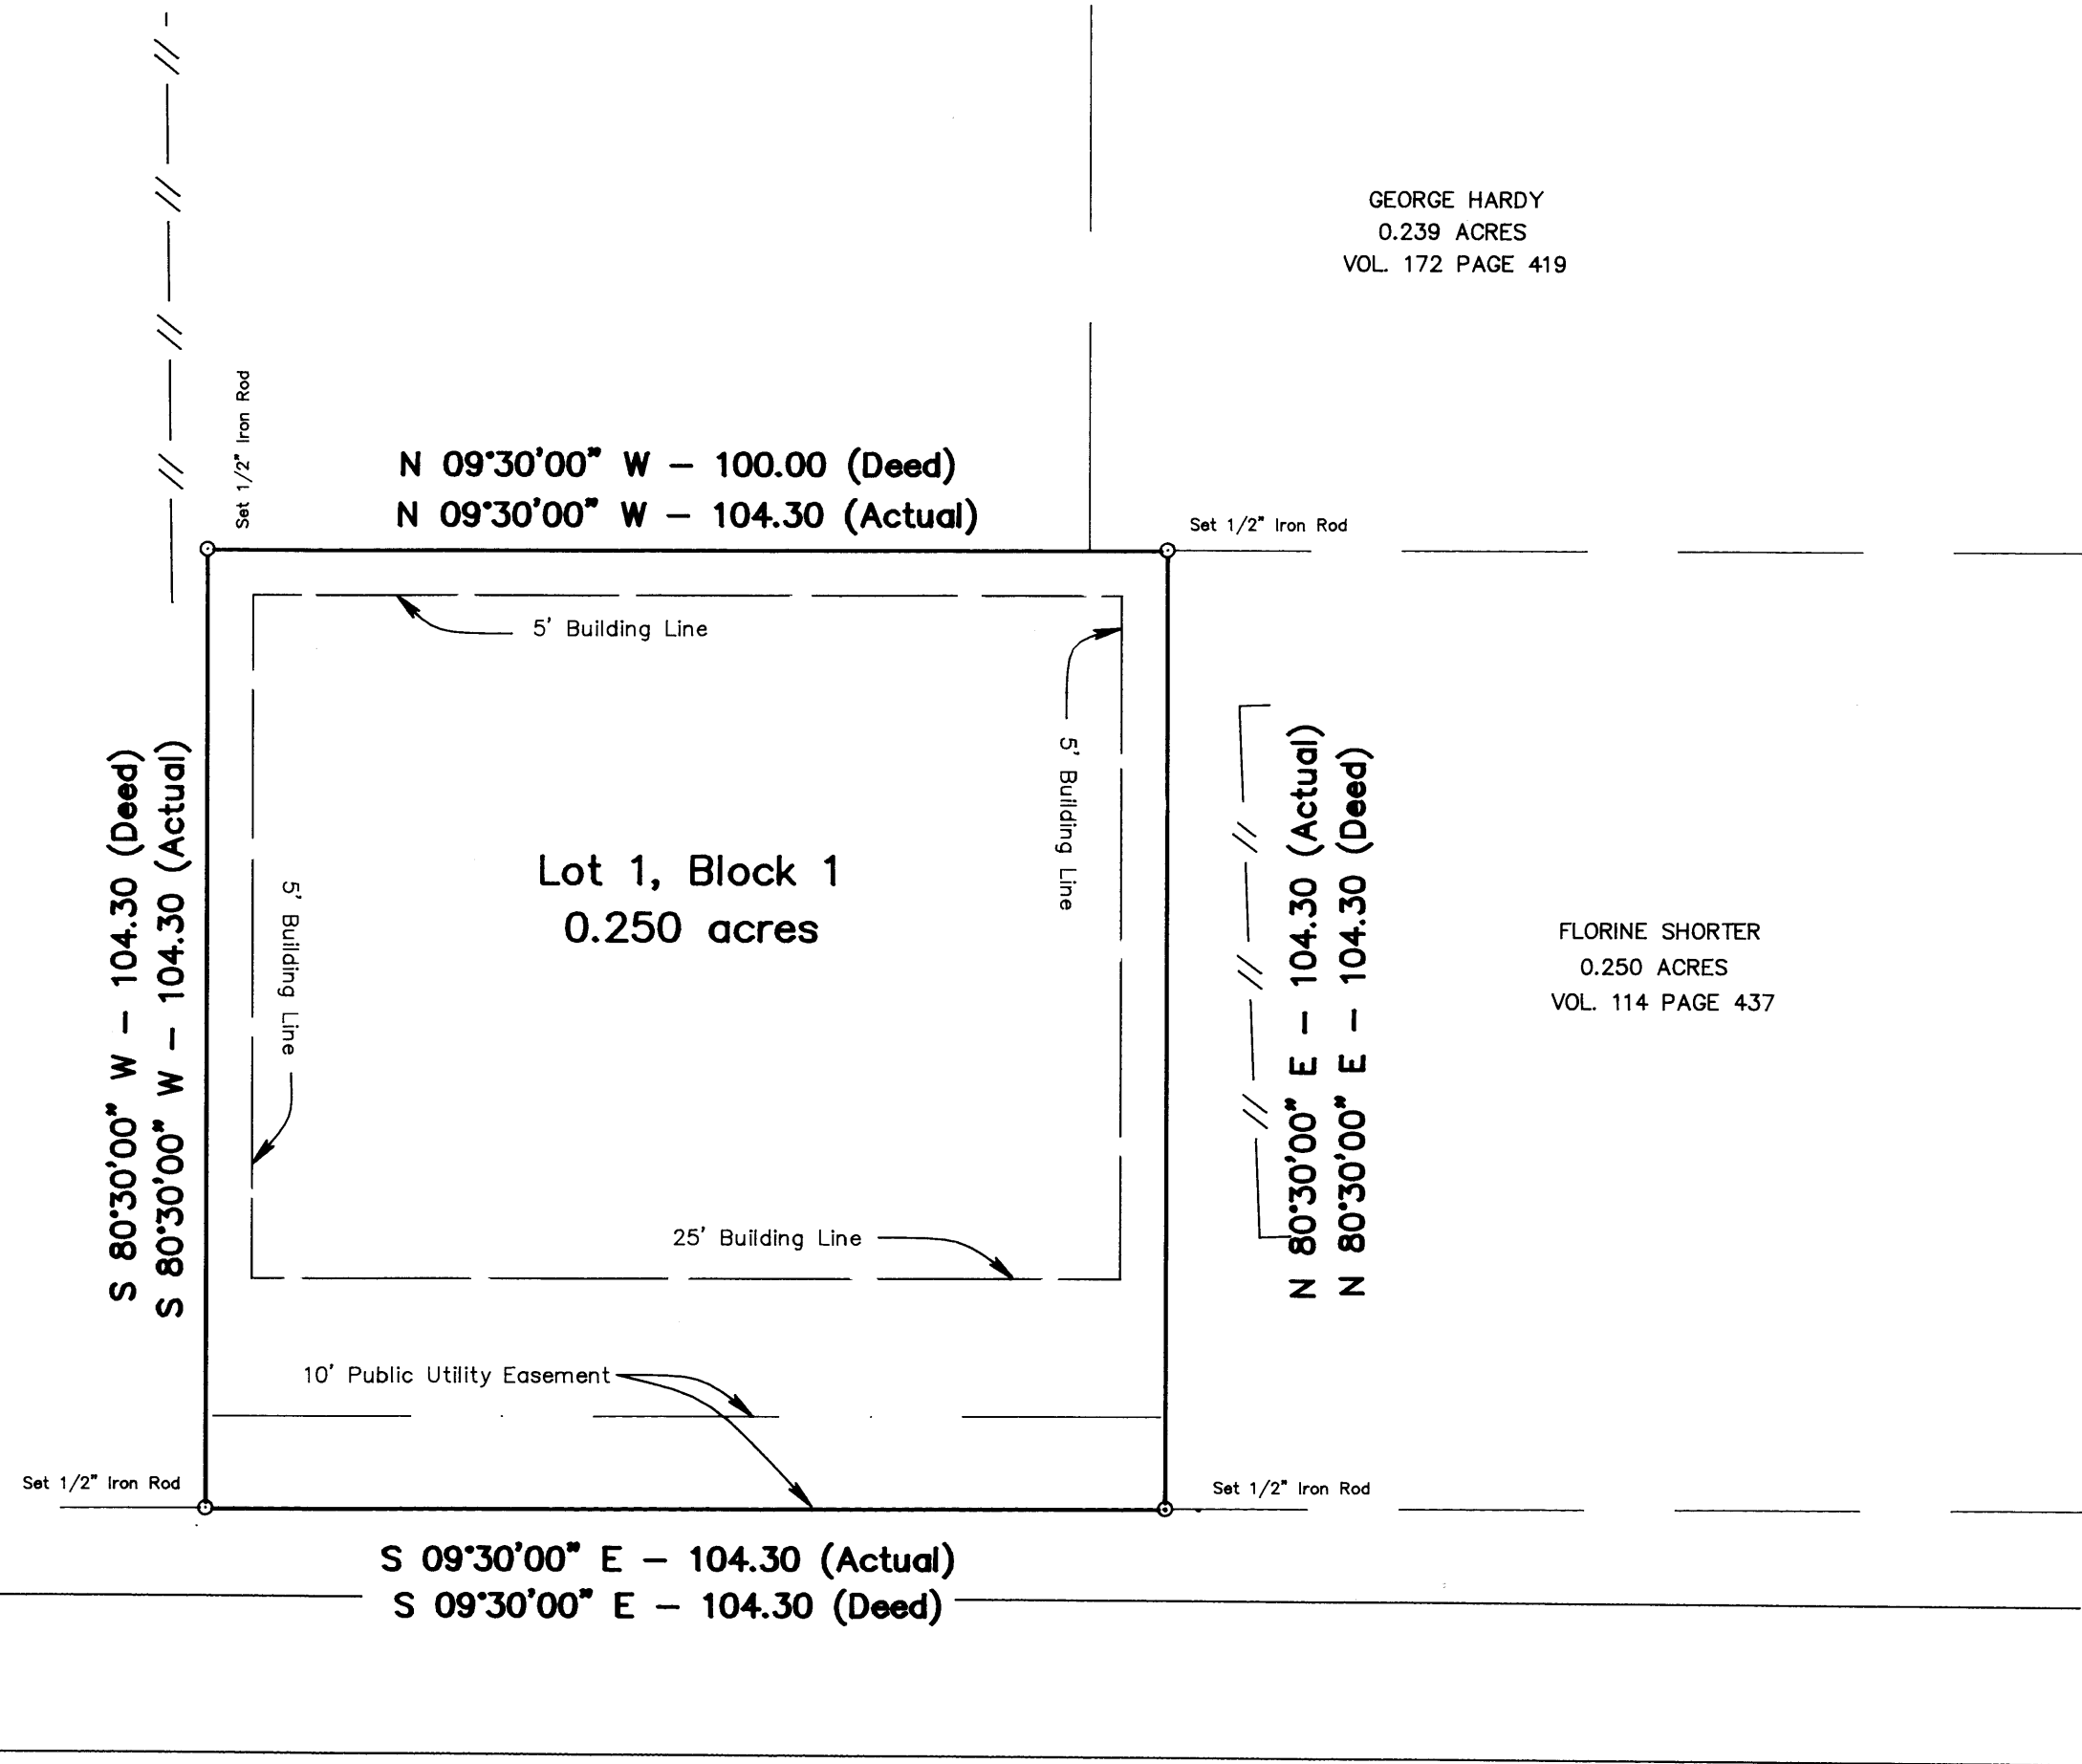 GEORGE HARDY
0.239 ACRES
VOL. 172 PAGE 419
Set 1/2" Iron Rod
N 09°30'00" W – 100.00 (Deed)
N 09°30'00" W – 104.30 (Actual)
Set 1/2" Iron Rod
5' Building Line
5' Building Line
S 80°30'00" W – 104.30 (Deed)
S 80°30'00" W – 104.30 (Actual)
Lot 1, Block 1
0.250 acres
5' Building Line
N 80°30'00" E – 104.30 (Actual)
N 80°30'00" E – 104.30 (Deed)
FLORINE SHORTER
0.250 ACRES
VOL. 114 PAGE 437
25' Building Line
10' Public Utility Easement
Set 1/2" Iron Rod
Set 1/2" Iron Rod
S 09°30'00" E – 104.30 (Actual)
S 09°30'00" E – 104.30 (Deed)